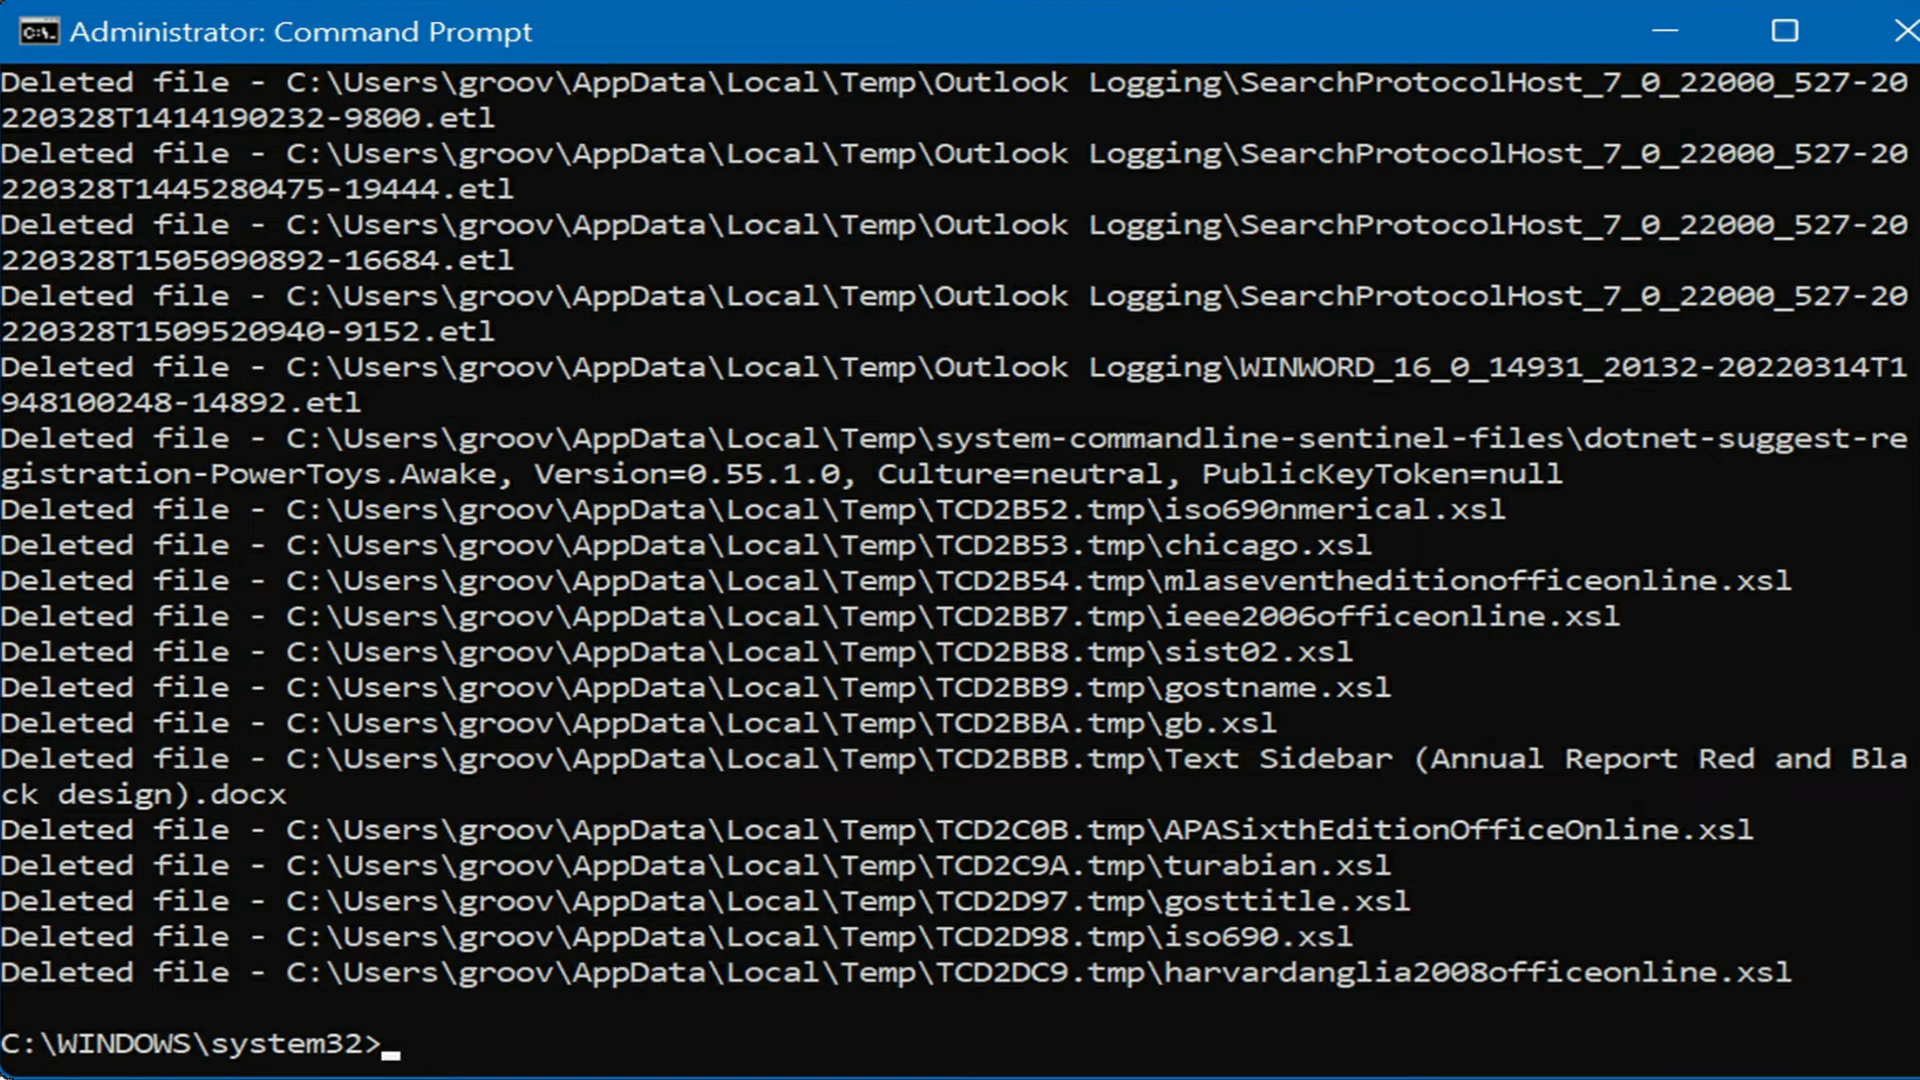 Administrator: Command Prompt
Deleted file - C:\Users\groov\AppData\Local\Temp\Outlook Logging\SearchProtocolHost_7_0_22000_527-20
220328T1414190232-9800.etl
Deleted file - C:\Users\groov\AppData\Local\Temp\Outlook Logging\SearchProtocolHost_7_0_22000_527-20
220328T1445280475-19444.etl
Deleted file - C:\Users\groov\AppData\Local\Temp\Outlook Logging\SearchProtocolHost_7_0_22000_527-20
220328T1505090892-16684.etl
Deleted file - C:\Users\groov\AppData\Local\Temp\Outlook Logging\SearchProtocolHost_7_0_22000_527-20
220328T1509520940-9152.etl
Deleted file - C:\Users\groov\AppData\Local\Temp\Outlook Logging\WINWORD_16_0_14931_20132-20220314T1
948100248-14892.etl
Deleted file - C:\Users\groov\AppData\Local\Temp\system-commandline-sentinel-files\dotnet-suggest-re
gistration-PowerToys.Awake, Version=0.55.1.0, Culture=neutral, PublicKeyToken=null
Deleted file - C:\Users\groov\AppData\Local\Temp\TCD2B52.tmp\iso690nmerical.xsl
Deleted file - C:\Users\groov\AppData\Local\Temp\TCD2B53.tmp\chicago.xsl
Deleted file - C:\Users\groov\AppData\Local\Temp\TCD2B54.tmp\mlaseventheditionofficeonline.xsl
Deleted file - C:\Users\groov\AppData\Local\Temp\TCD2BB7.tmp\ieee2006officeonline.xsl
Deleted file - C:\Users\groov\AppData\Local\Temp\TCD2BB8.tmp\sist02.xsl
Deleted file - C:\Users\groov\AppData\Local\Temp\TCD2BB9.tmp\gostname.xsl
Deleted file - C:\Users\groov\AppData\Local\Temp\TCD2BBA.tmp\gb.xsl
Deleted file - C:\Users\groov\AppData\Local\Temp\TCD2BBB.tmp\Text Sidebar (Annual Report Red and Bla
ck design).docx
Deleted file - C:\Users\groov\AppData\Local\Temp\TCD2C0B.tmp\APASixthEditionOfficeOnline.xsl
Deleted file - C:\Users\groov\AppData\Local\Temp\TCD2C9A.tmp\turabian.xsl
Deleted file - C:\Users\groov\AppData\Local\Temp\TCD2D97.tmp\gosttitle.xsl
Deleted file - C:\Users\groov\AppData\Local\Temp\TCD2D98.tmp\iso690.xsl
Deleted file - C:\Users\groov\AppData\Local\Temp\TCD2DC9.tmp\harvardanglia2008officeonline.xsl
C:\WINDOWS\system32>_